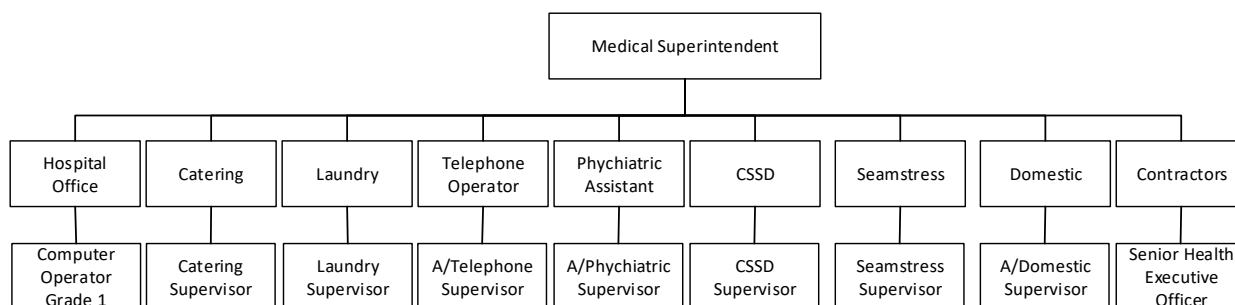 Medical Superintendent
Hospital
Office
Catering
Laundry
Telephone
Operator
Phychiatric
Assistant
CSSD
Seamstress
Domestic
Contractors
Computer
Operator
Grade 1
Catering
Supervisor
Laundry
Supervisor
A/Telephone
Supervisor
A/Phychiatric
Supervisor
CSSD
Supervisor
Seamstress
Supervisor
A/Domestic
Supervisor
Senior Health
Executive
Officer